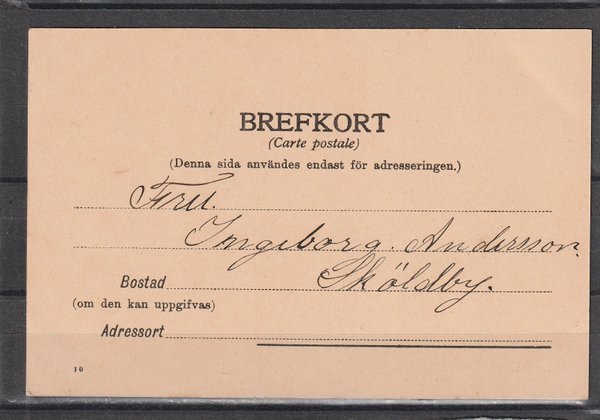 BREFKORT
(Carte postale)
(Denna sida användes endast för adresseringen.)
Fru.
Ingeborg. Andersson.
Bostad Sköldby.
(om den kan uppgifvas)
Adressort
10